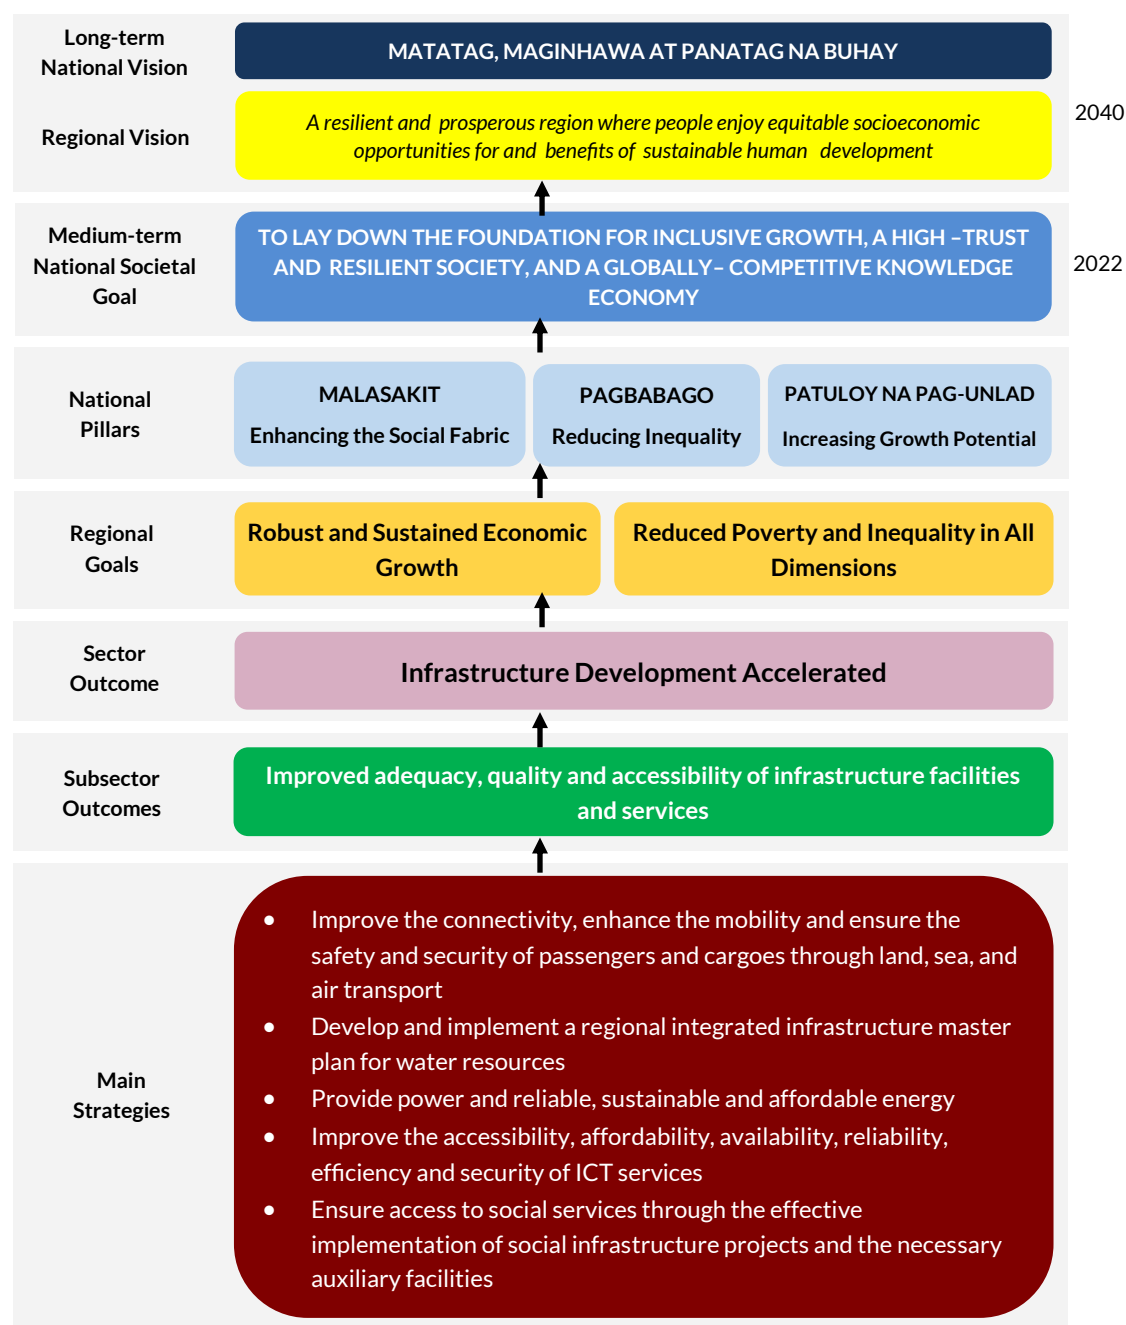 Long-term
National Vision
MATATAG, MAGINHAWA AT PANATAG NA BUHAY
Regional Vision
A resilient and prosperous region where people enjoy equitable socioeconomic
opportunities for and benefits of sustainable human development
2040
Medium-term
National Societal
Goal
TO LAY DOWN THE FOUNDATION FOR INCLUSIVE GROWTH, A HIGH –TRUST
AND RESILIENT SOCIETY, AND A GLOBALLY– COMPETITIVE KNOWLEDGE
ECONOMY
2022
National
Pillars
MALASAKIT
Enhancing the Social Fabric
PAGBABAGO
Reducing Inequality
PATULOY NA PAG-UNLAD
Increasing Growth Potential
Regional
Goals
Robust and Sustained Economic
Growth
Reduced Poverty and Inequality in All
Dimensions
Sector
Outcome
Infrastructure Development Accelerated
Subsector
Outcomes
Improved adequacy, quality and accessibility of infrastructure facilities
and services
Main
Strategies
• Improve the connectivity, enhance the mobility and ensure the
safety and security of passengers and cargoes through land, sea, and
air transport
• Develop and implement a regional integrated infrastructure master
plan for water resources
• Provide power and reliable, sustainable and affordable energy
• Improve the accessibility, affordability, availability, reliability,
efficiency and security of ICT services
• Ensure access to social services through the effective
implementation of social infrastructure projects and the necessary
auxiliary facilities